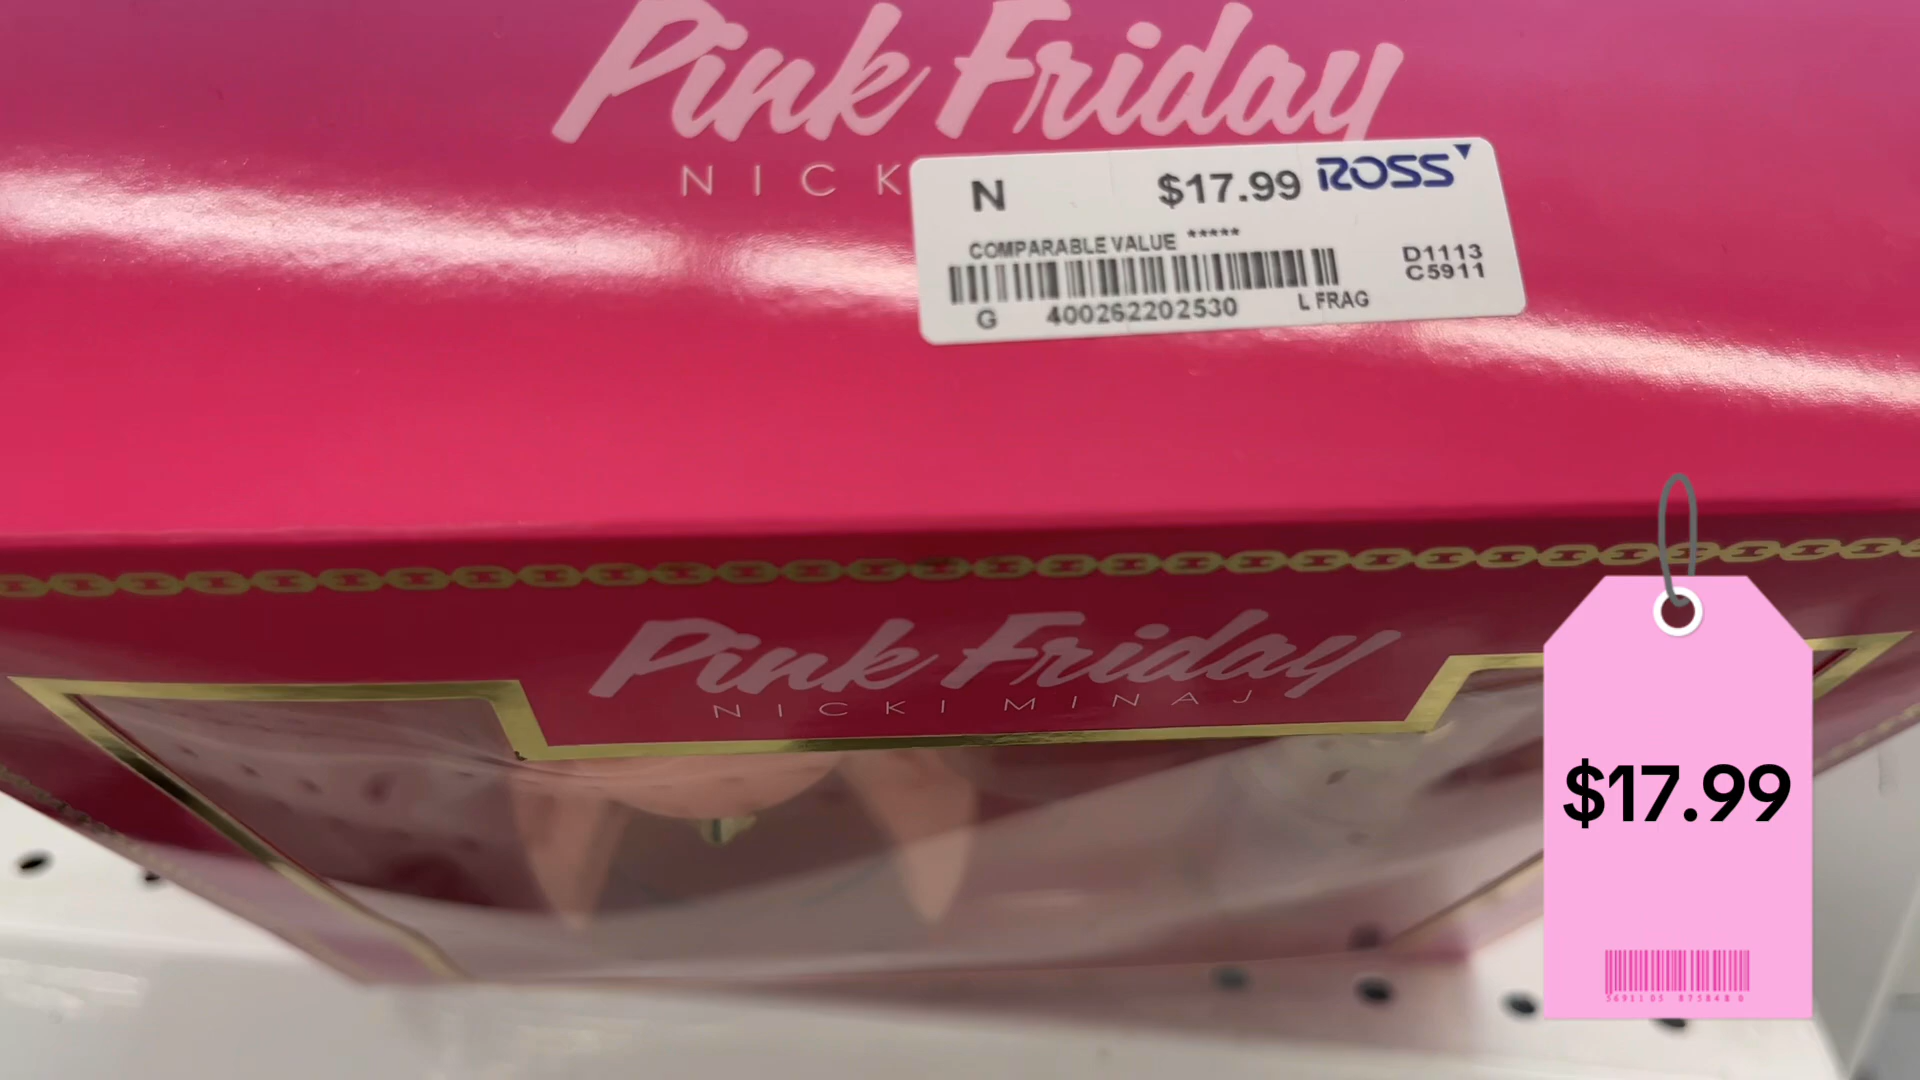 Pink Friday
NICK
N $17.99 ROSS
COMPARABLE VALUE *****
D1113
C5911
G 400262202530 L FRAG
Pink Friday
NICKI MINAJ
$17.99